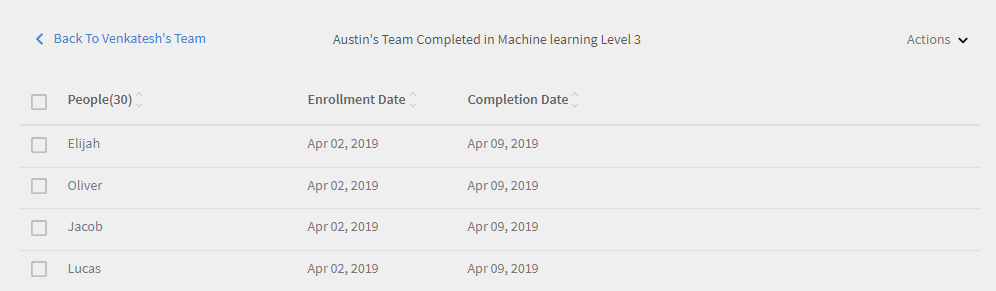 Back To Venkatesh's Team Austin's Team Completed in Machine learning Level 3 Actions
People(30) Enrollment Date Completion Date
Elijah Apr 02, 2019 Apr 09, 2019
Oliver Apr 02, 2019 Apr 09, 2019
Jacob Apr 02, 2019 Apr 09, 2019
Lucas Apr 02, 2019 Apr 09, 2019